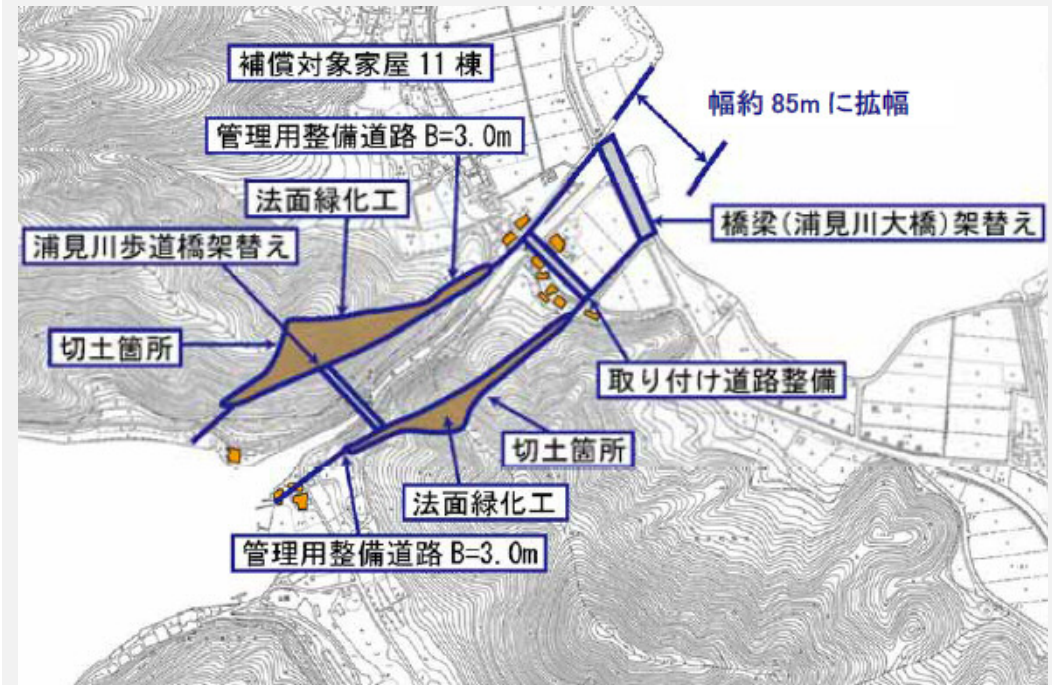 補償対象家屋 11 棟
幅約 85m に拡幅
管理用整備道路 B=3.0m
法面緑化工
橋梁(浦見川大橋)架替え
浦見川歩道橋架替え
切土箇所
取り付け道路整備
切土箇所
法面緑化工
管理用整備道路 B=3.0m